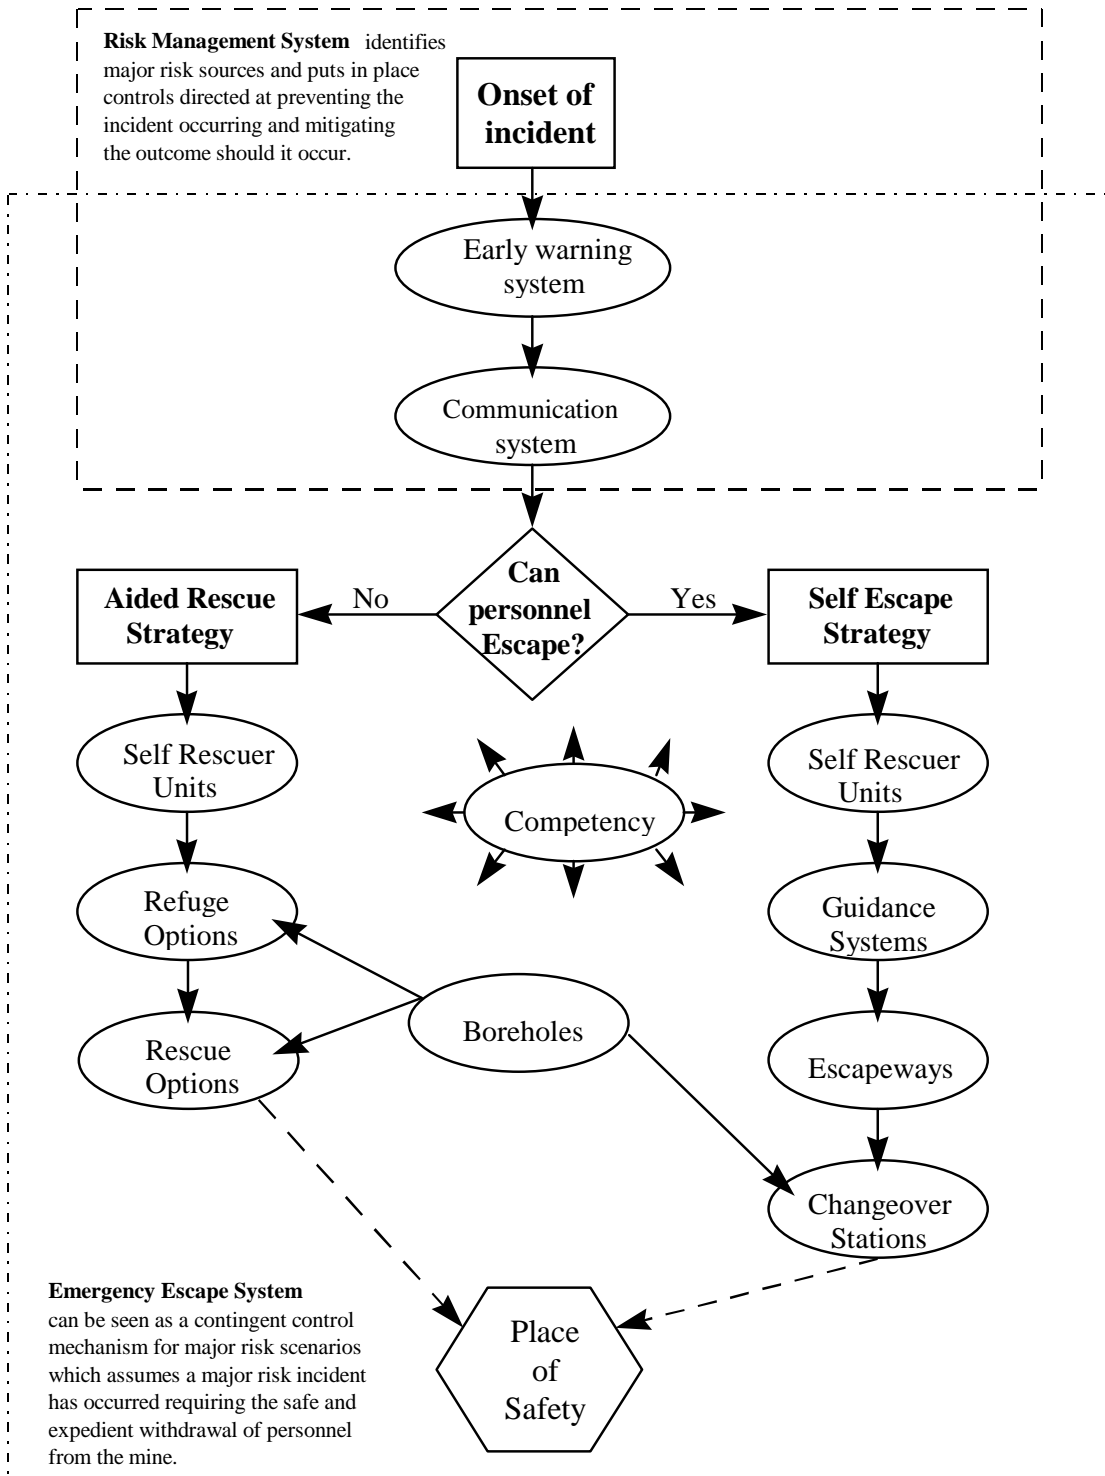 Risk Management System identifies
major risk sources and puts in place
controls directed at preventing the
incident occurring and mitigating
the outcome should it occur.
Onset of
incident
Early warning
system
Communication
system
Can
personnel
Escape?
No
Yes
Aided Rescue
Strategy
Self Escape
Strategy
Self Rescuer
Units
Competency
Self Rescuer
Units
Refuge
Options
Guidance
Systems
Rescue
Options
Boreholes
Escapeways
Changeover
Stations
Emergency Escape System
can be seen as a contingent control
mechanism for major risk scenarios
which assumes a major risk incident
has occurred requiring the safe and
expedient withdrawal of personnel
from the mine.
Place
of
Safety